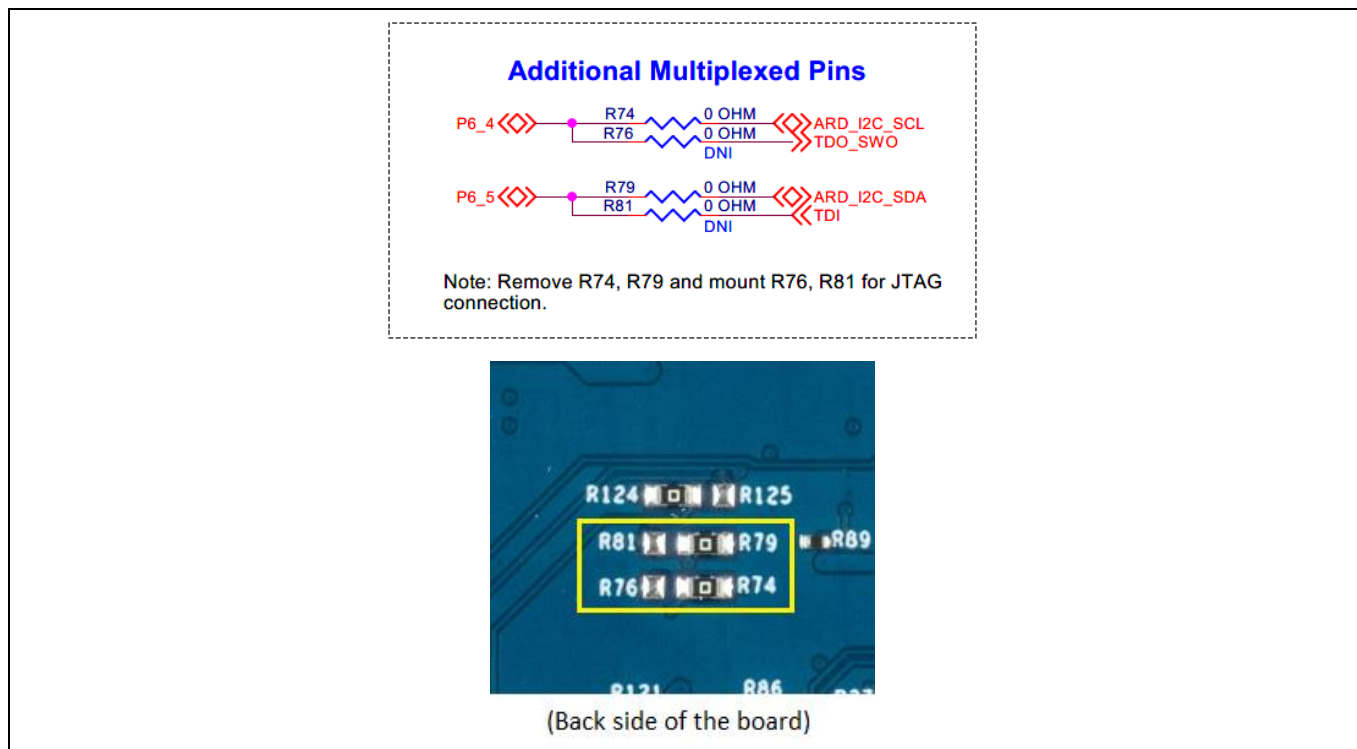 Additional Multiplexed Pins
P6_4 R74 0 OHM ARD_I2C_SCL
R76 0 OHM TDO_SWO
DNI
P6_5 R79 0 OHM ARD_I2C_SDA
R81 0 OHM TDI
DNI
Note: Remove R74, R79 and mount R76, R81 for JTAG
connection.
R124 R125
R81 R79 R89
R76 R74
R121 R86
(Back side of the board)